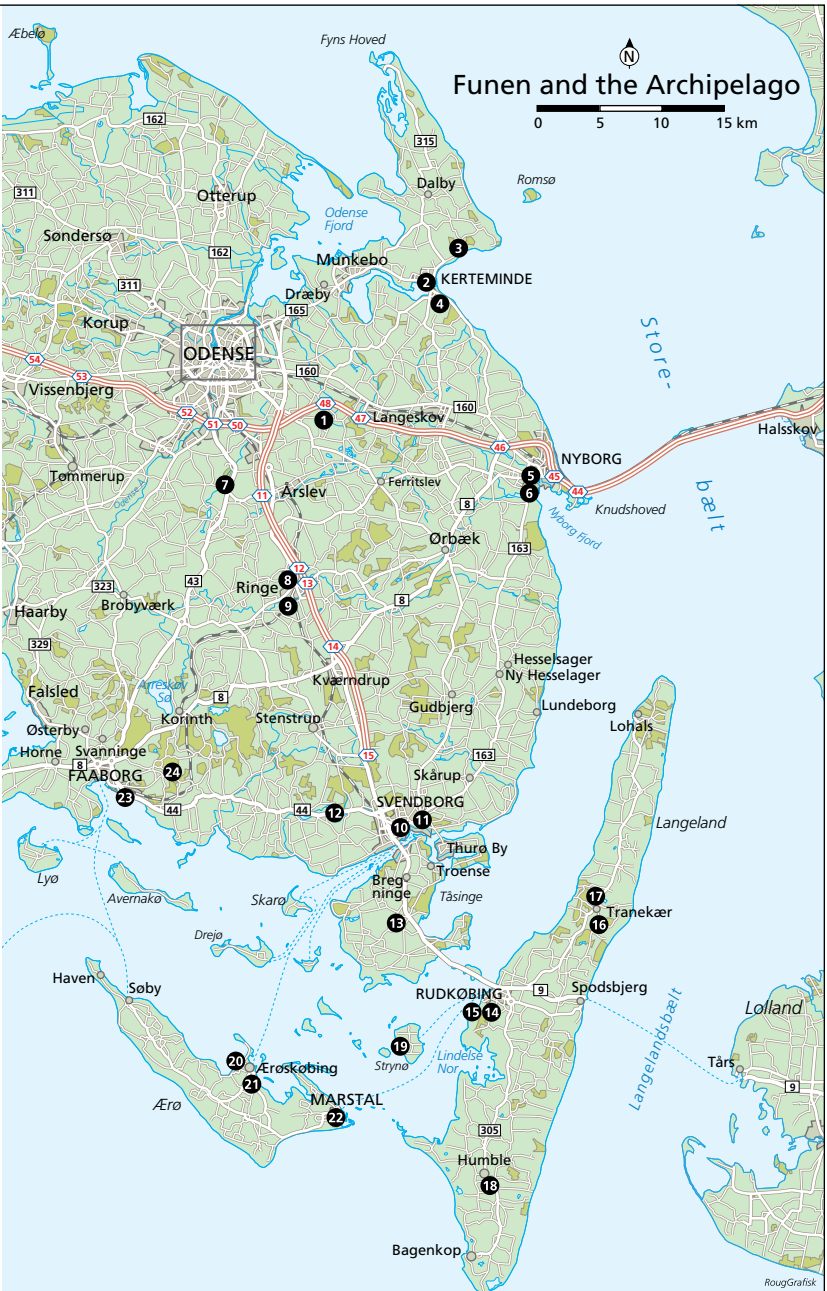 Æbelø
Fyns Hoved
N
Funen and the Archipelago
0 5 10 15 km
162
315
311
Dalby
Romsø
Otterup
Odense
Fjord
Søndersø
162
3
Munkebo
2 KERTEMINDE
311
Dræby
4
165
Korup
Store-
ODENSE
54
53
160
Vissenbjerg
48
52
160
47
Langeskov
51 50
1
Halsskov
46
NYBORG
Tømmerup
7
5
45
Ferritslev
Årslev
6
44
11
Odense Å
8
Knudshoved
bælt
Nyborg Fjord
Ørbæk
163
12
8
43
13
323
Ringe
Brobyværk
8
9
Haarby
329
14
Hesselsager
Ny Hesselager
Kværndrup
Arreskøv
Sø
Falsled
8
Gudbjerg
Lundeborg
Korinth
Stenstrup
Lohals
Østerby
Svanninge
Horne
15
163
8
24
Skårup
FAABORG
23
44
44
12
SVENDBORG
11
10
Langeland
Thurø By
Troense
Lyø
Breg-
ninge
Avernakø
Skarø
Tåsinge
17
Tranekær
13
16
Drejø
Haven
RUDKØBING
9
Spodsbjerg
Søby
15 14
Lolland
Langelandsbælt
19
Lindelse
Nor
20
Strynø
Tårs
Ærøskøbing
21
9
MARSTAL
Ærø
22
305
Humble
18
Bagenkop
RougGrafisk